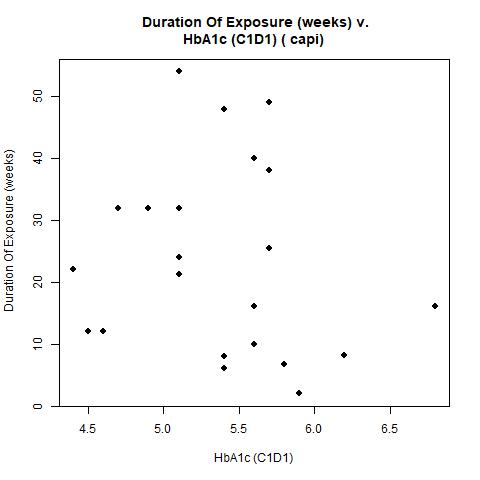 Duration Of Exposure (weeks) v.
HbA1c (C1D1) ( capi)
Duration Of Exposure (weeks)
50
40
30
20
10
0
4.5 5.0 5.5 6.0 6.5
HbA1c (C1D1)